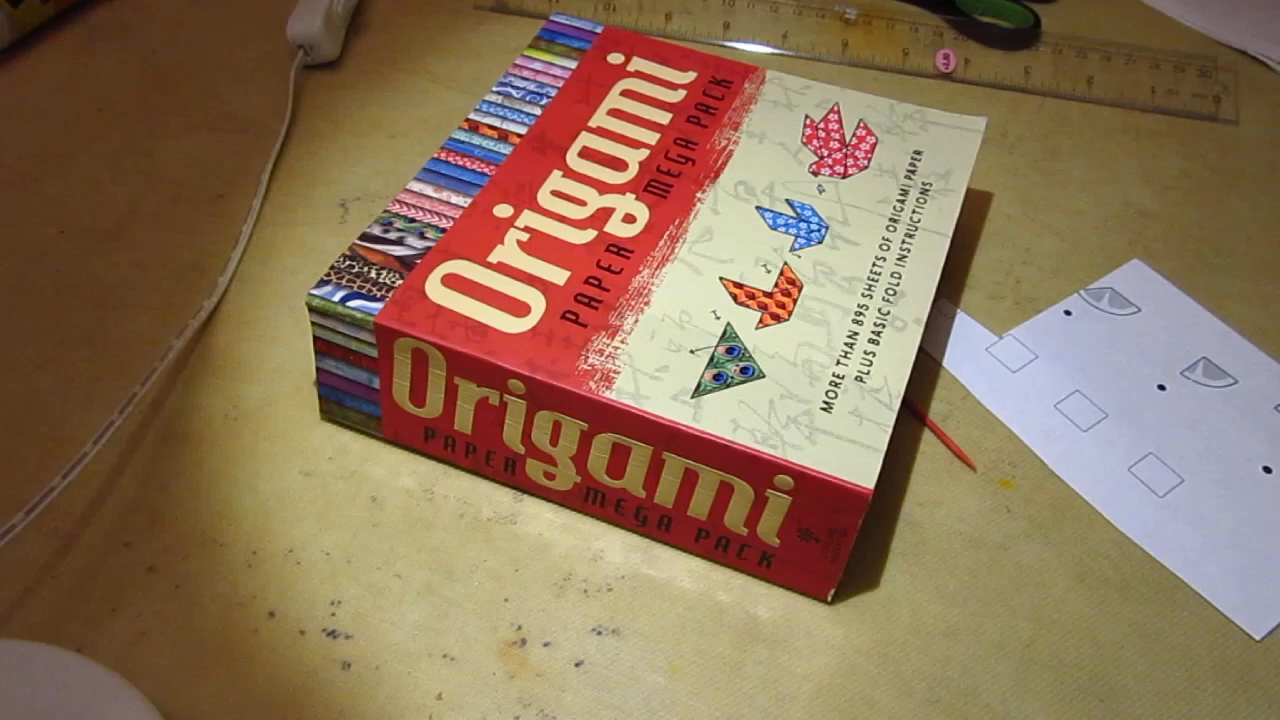 Origami
PAPER MEGA PACK
MORE THAN 895 SHEETS OF ORIGAMI PAPER
PLUS BASIC FOLD INSTRUCTIONS
Origami
PAPER MEGA PACK